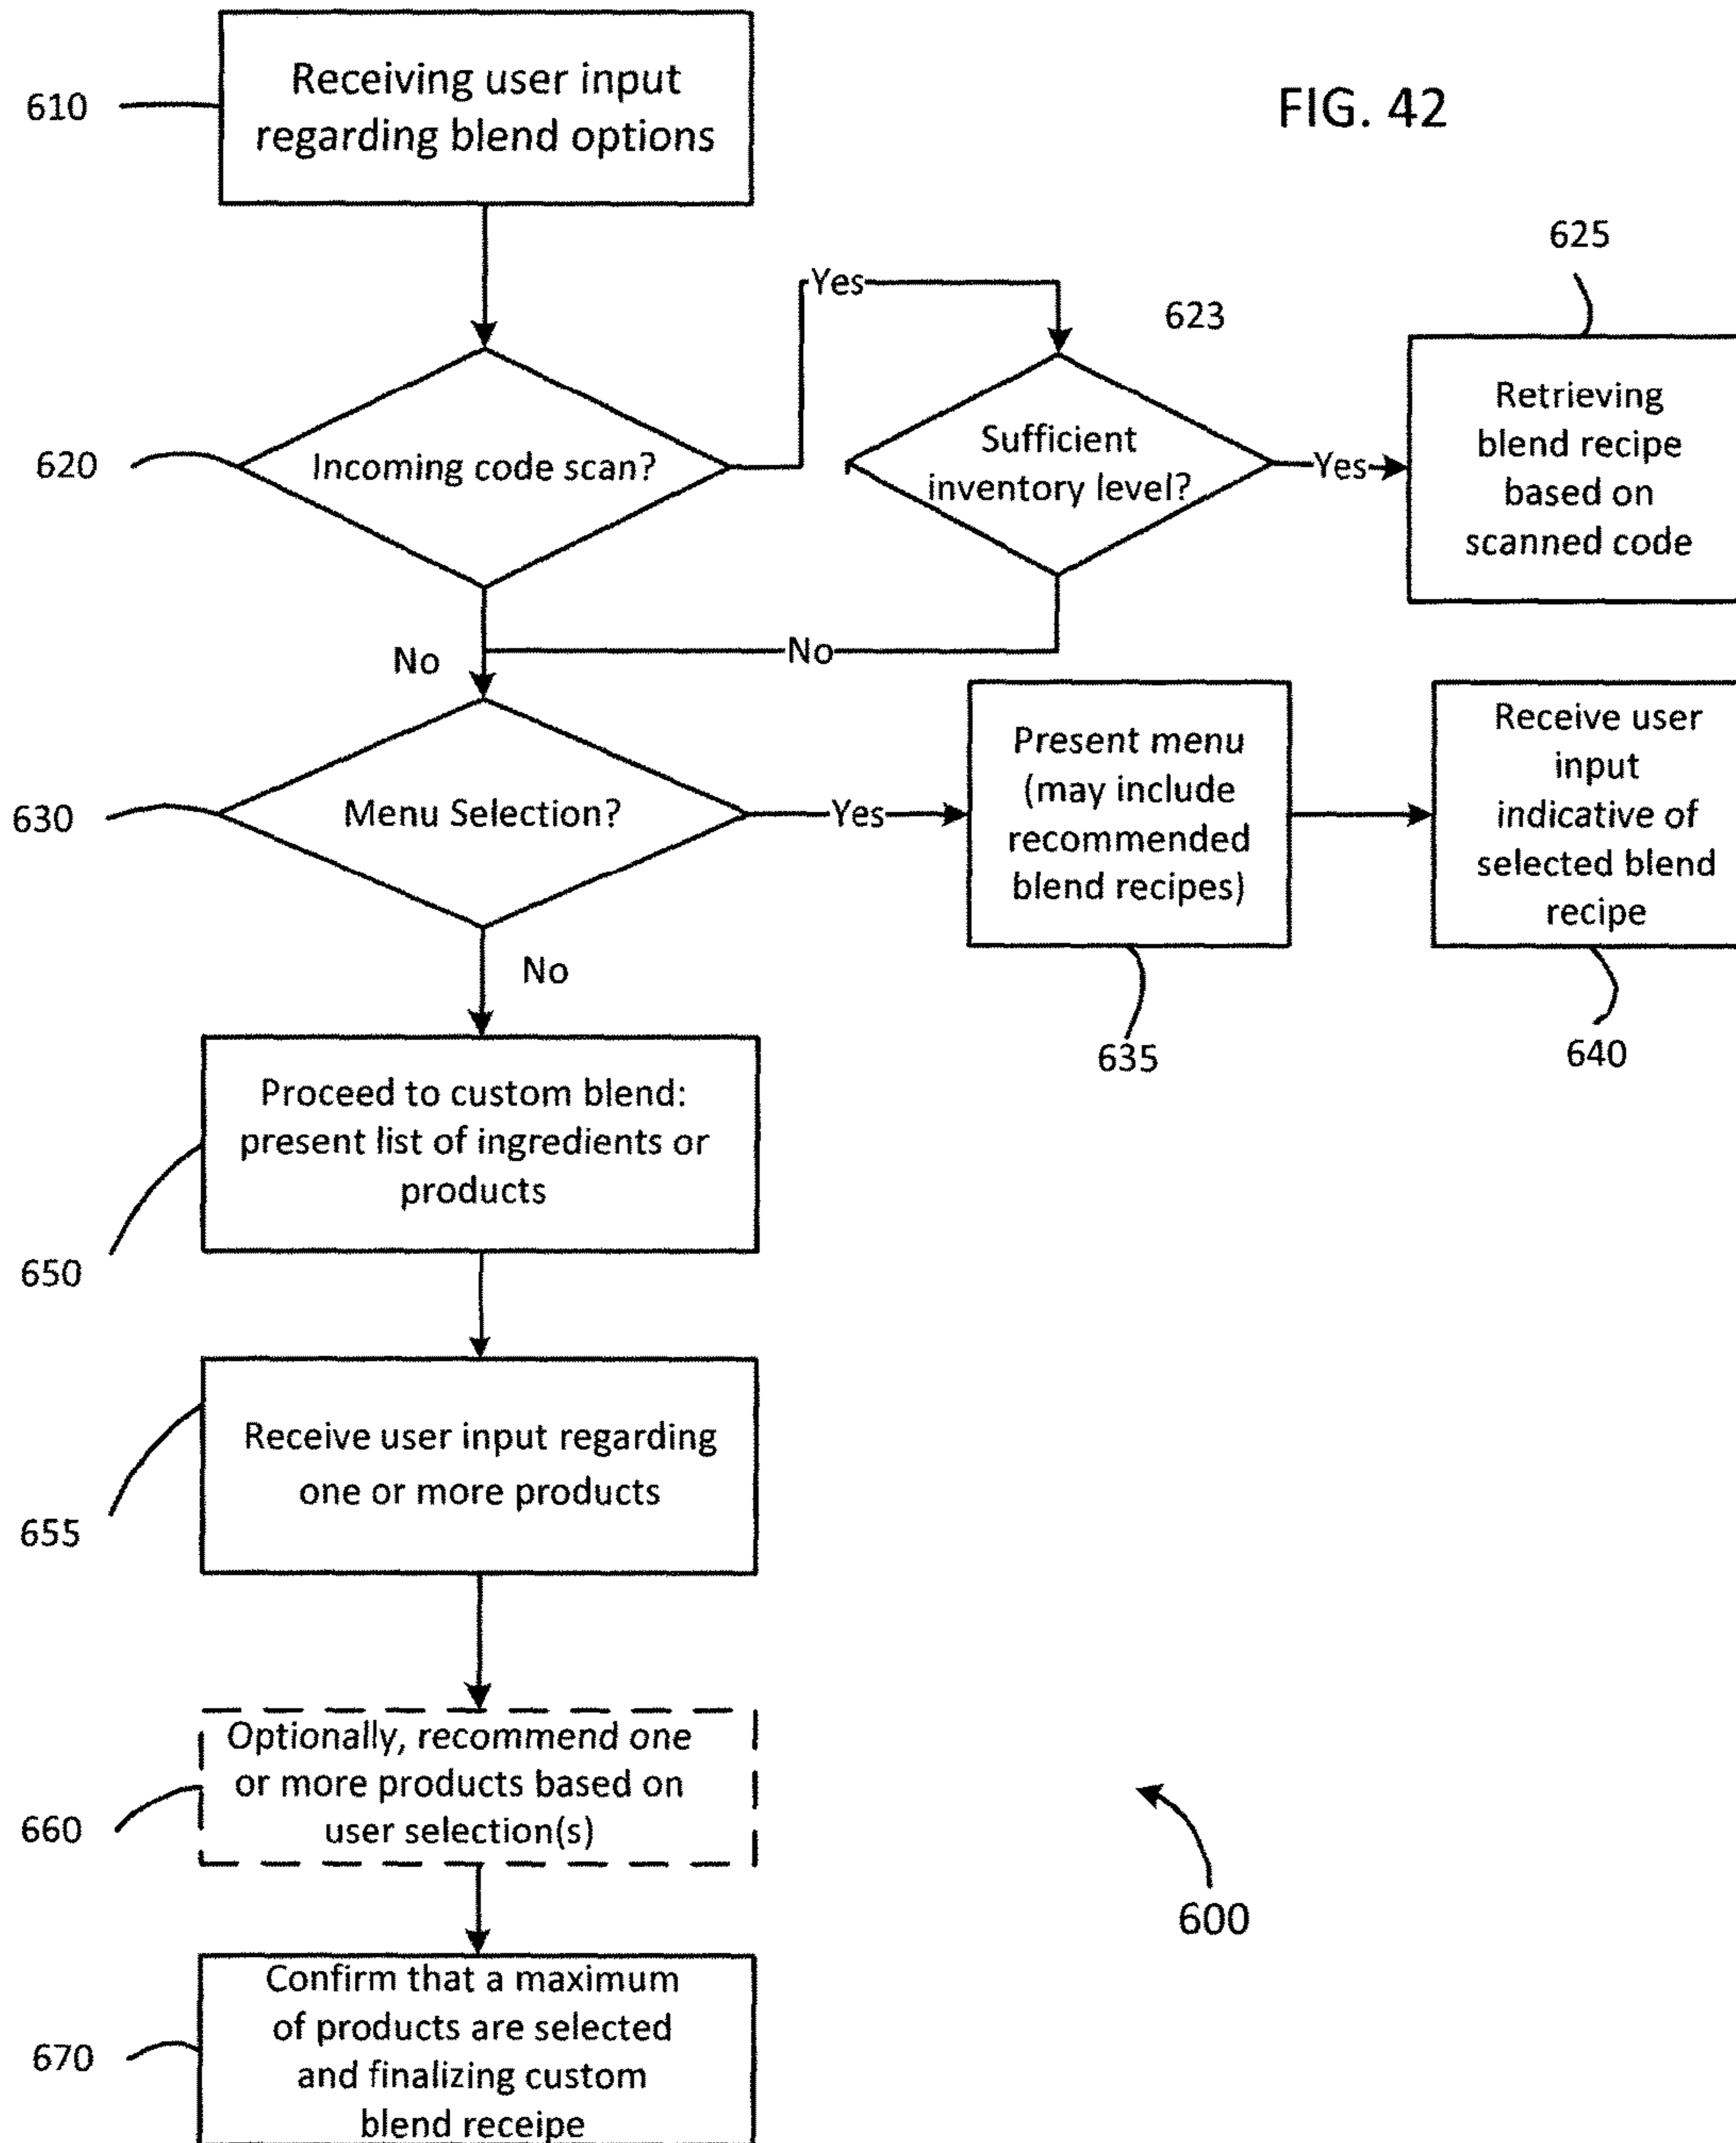 Receiving user input
regarding blend options
610
FIG. 42
625
Yes
623
Incoming code scan?
620
Sufficient
inventory level?
Yes
Retrieving
blend recipe
based on
scanned code
No
No
Menu Selection?
630
Yes
Present menu
(may include
recommended
blend recipes)
635
Receive user
input
indicative of
selected blend
recipe
640
No
Proceed to custom blend:
present list of ingredients or
products
650
Receive user input regarding
one or more products
655
Optionally, recommend one
or more products based on
user selection(s)
660
600
Confirm that a maximum
of products are selected
and finalizing custom
blend receipe
670